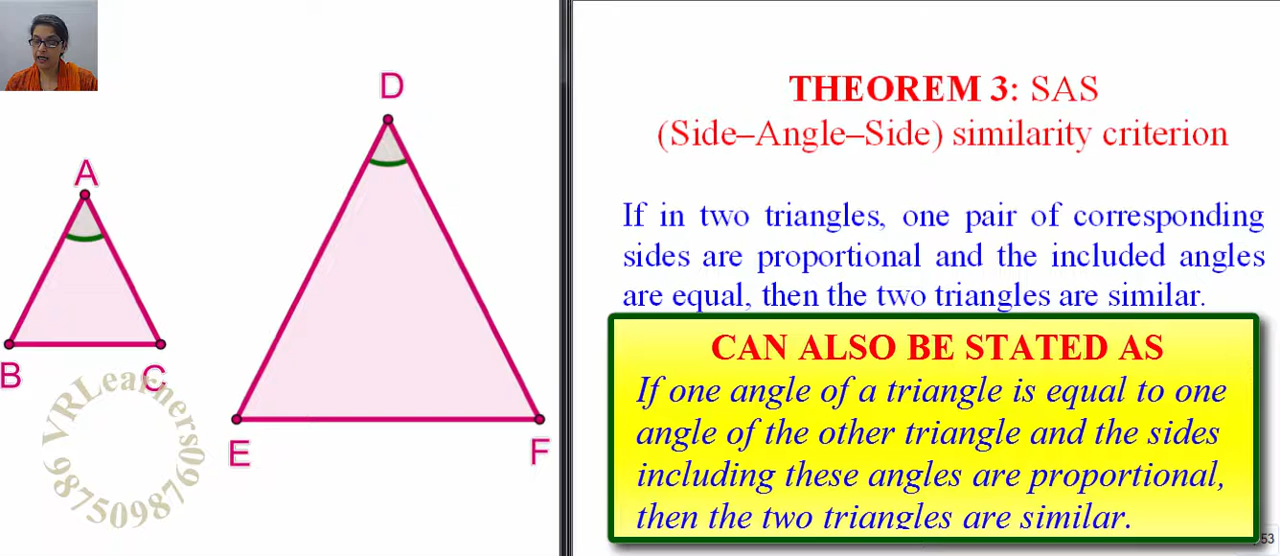 D
A
B
C
E
F
VRLearners
9875098760
THEOREM 3: SAS
(Side–Angle–Side) similarity criterion
If in two triangles, one pair of corresponding
sides are proportional and the included angles
are equal, then the two triangles are similar.
CAN ALSO BE STATED AS
If one angle of a triangle is equal to one
angle of the other triangle and the sides
including these angles are proportional,
then the two triangles are similar.
53